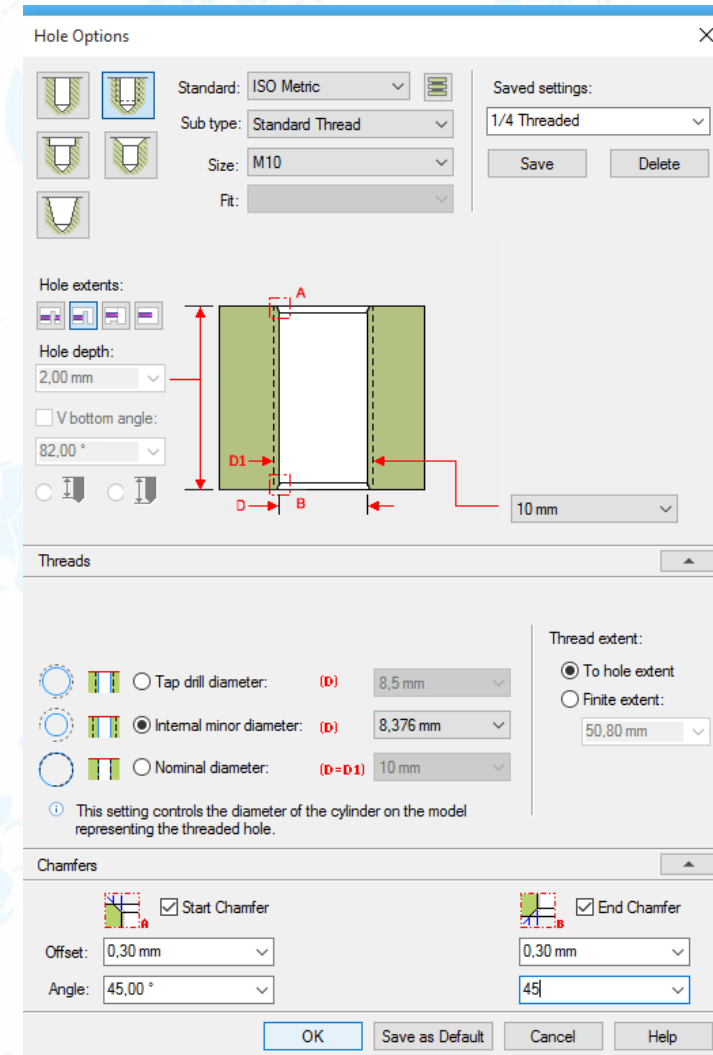 Hole Options
Standard: ISO Metric
Saved settings:
Sub type: Standard Thread
1/4 Threaded
Size: M10
Save Delete
Fit:
Hole extents:
A
Hole depth:
2,00 mm
V bottom angle:
82,00 °
D1
D B
10 mm
Threads
Thread extent:
Tap drill diameter: (D) 8,5 mm
To hole extent
Internal minor diameter: (D) 8,376 mm
Finite extent:
50,80 mm
Nominal diameter: (D=D1) 10 mm
This setting controls the diameter of the cylinder on the model
representing the threaded hole.
Chamfers
A Start Chamfer
B End Chamfer
Offset: 0,30 mm 0,30 mm
Angle: 45,00 ° 45
OK Save as Default Cancel Help